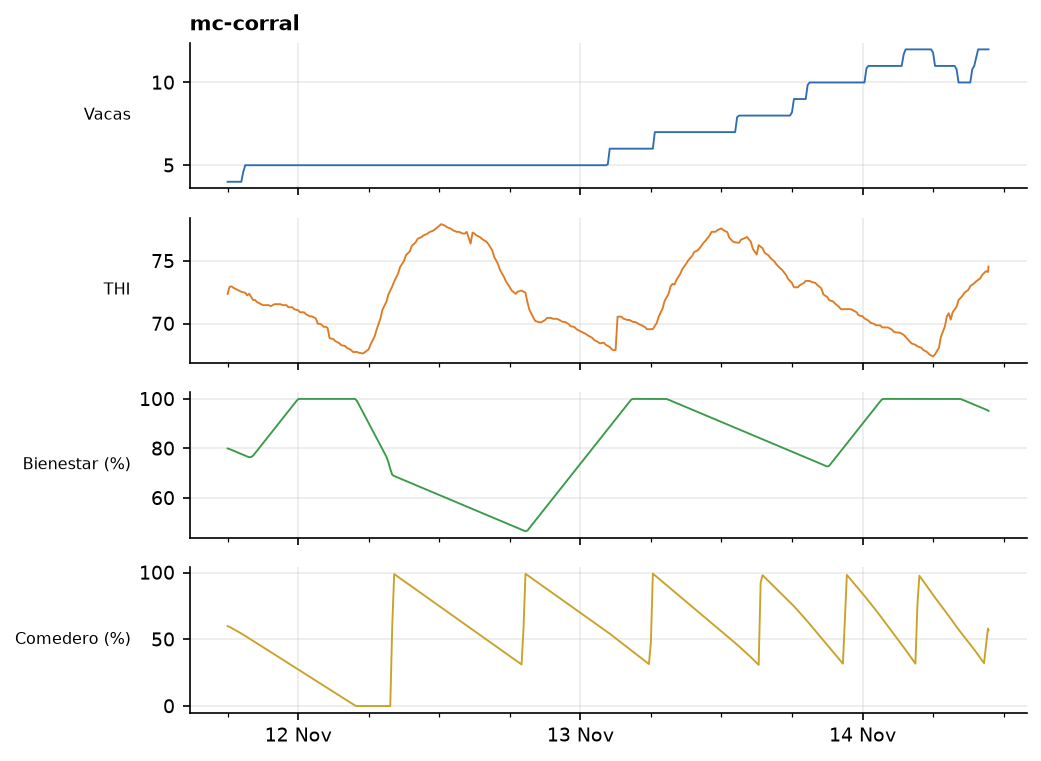 mc-corral
Vacas
10
5
THI
75
70
Bienestar (%)
100
80
60
Comedero (%)
100
50
0
12 Nov
13 Nov
14 Nov